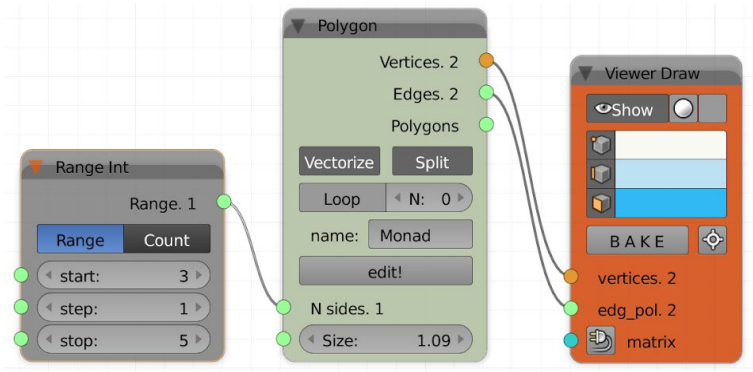 Polygon
Vertices. 2
Edges. 2
Polygons
Vectorize Split
Loop N: 0
name: Monad
edit!
N sides. 1
Size: 1.09
Viewer Draw
Show
BAKE
vertices. 2
edg_pol. 2
matrix
Range Int
Range. 1
Range Count
start: 3
step: 1
stop: 5